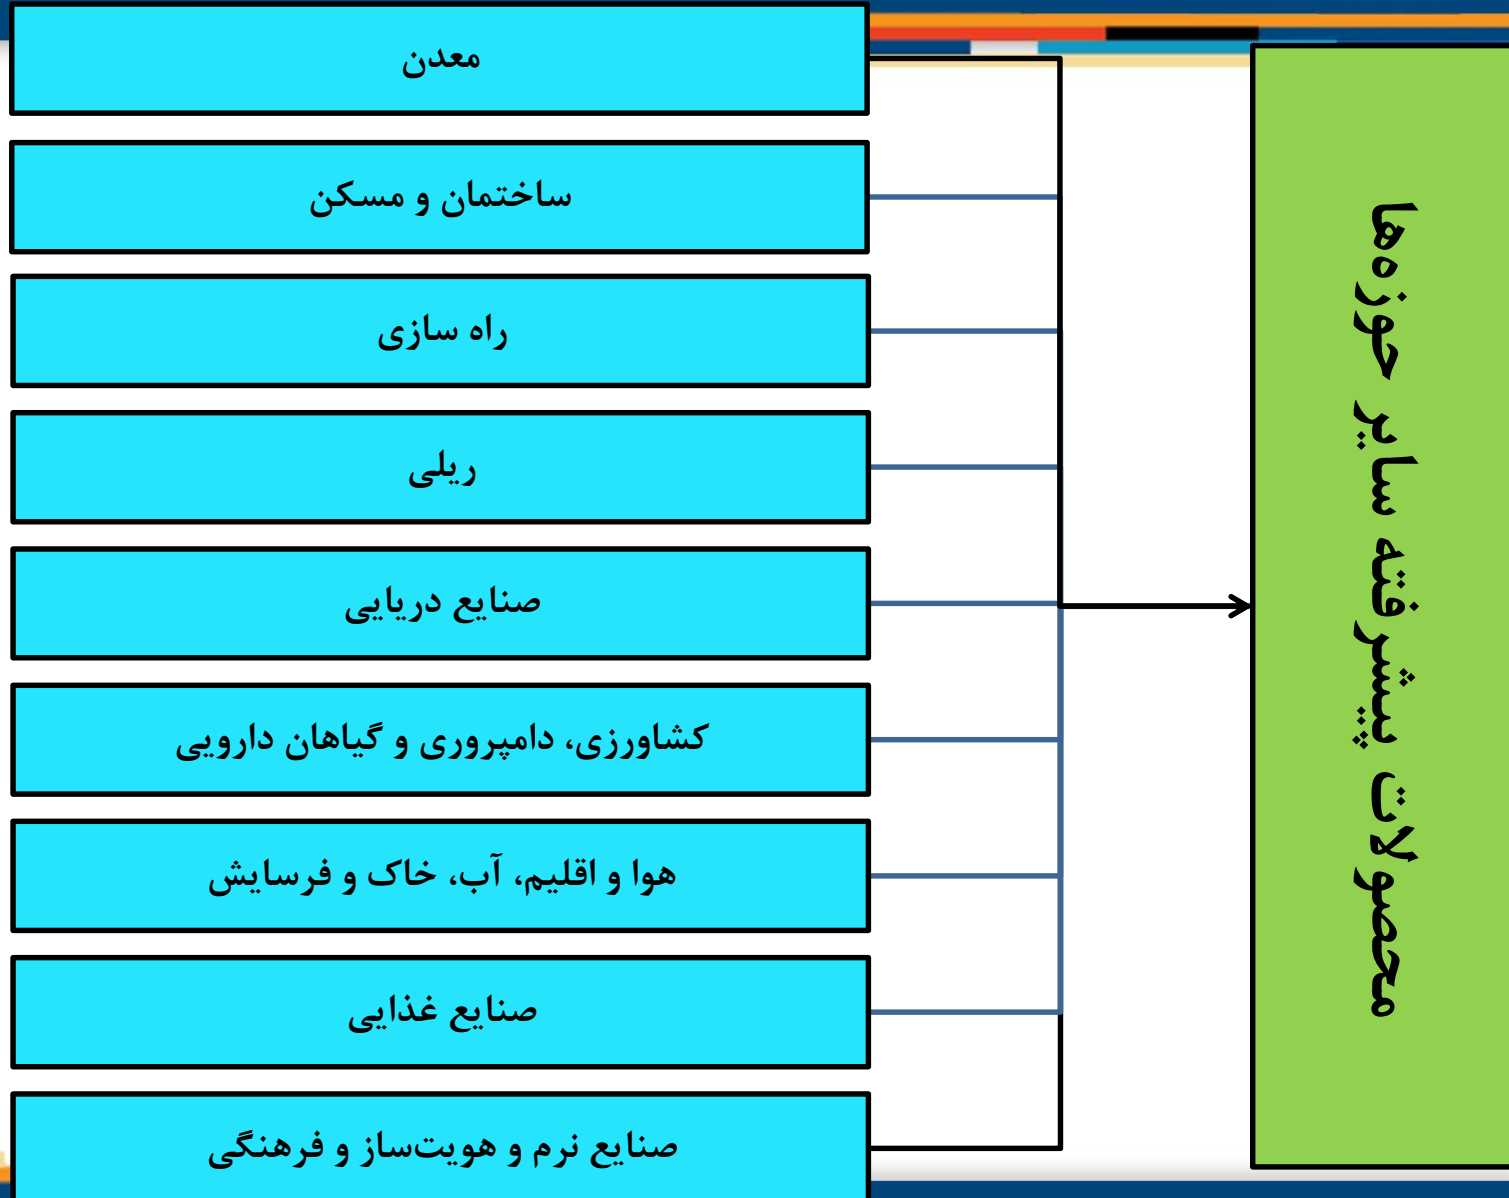 محصولات پیشرفته سایر حوزه‌ها
معدن
ساختمان و مسکن
راه سازی
ریلی
صنایع دریایی
کشاورزی، دامپروری و گیاهان دارویی
هوا و اقلیم، آب، خاک و فرسایش
صنایع غذایی
صنایع نرم و هویت‌ساز و فرهنگی